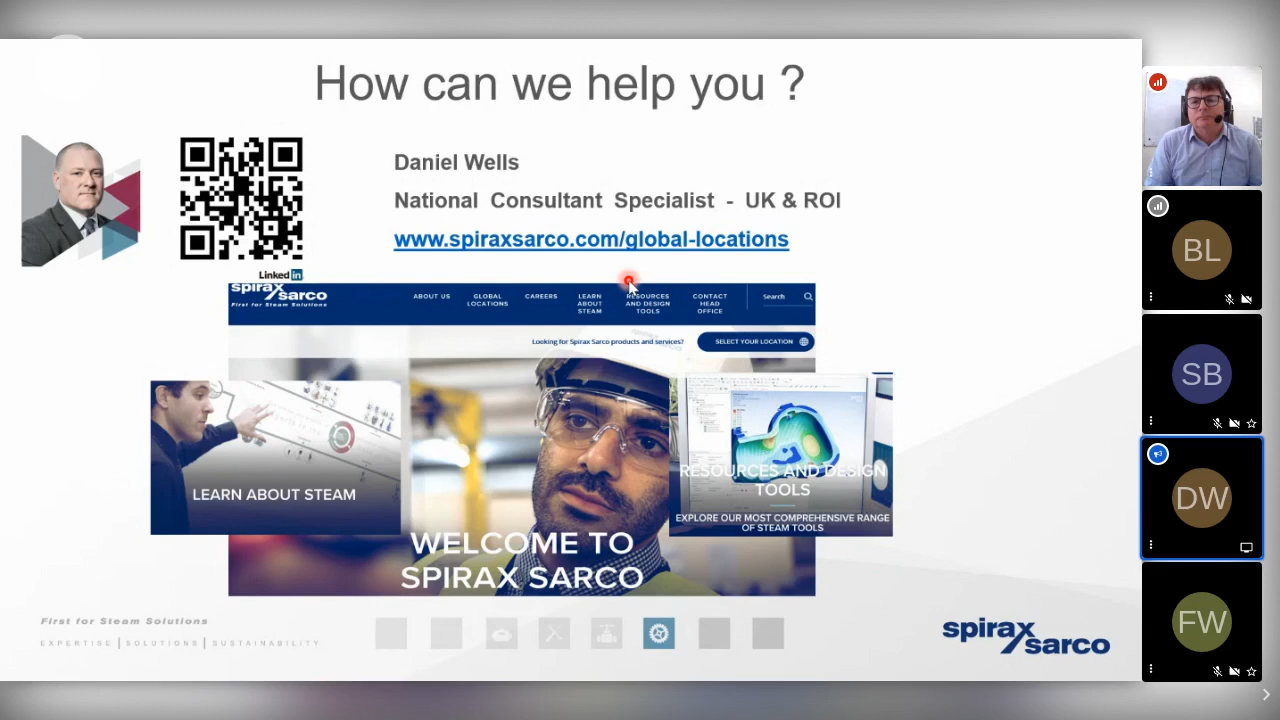 How can we help you ?
Daniel Wells
National Consultant Specialist - UK & ROI
www.spiraxsarco.com/global-locations
Linked in
spirax sarco
First for Steam Solutions
ABOUT US
GLOBAL LOCATIONS
CAREERS
LEARN ABOUT STEAM
RESOURCES AND DESIGN TOOLS
CONTACT HEAD OFFICE
Search
Looking for Spirax Sarco products and services?
SELECT YOUR LOCATION
LEARN ABOUT STEAM
RESOURCES AND DESIGN
TOOLS
EXPLORE OUR MOST COMPREHENSIVE RANGE
OF STEAM TOOLS
WELCOME TO
SPIRAX SARCO
First for Steam Solutions
EXPERTISE | SOLUTIONS | SUSTAINABILITY
spirax sarco
BL
SB
DW
FW